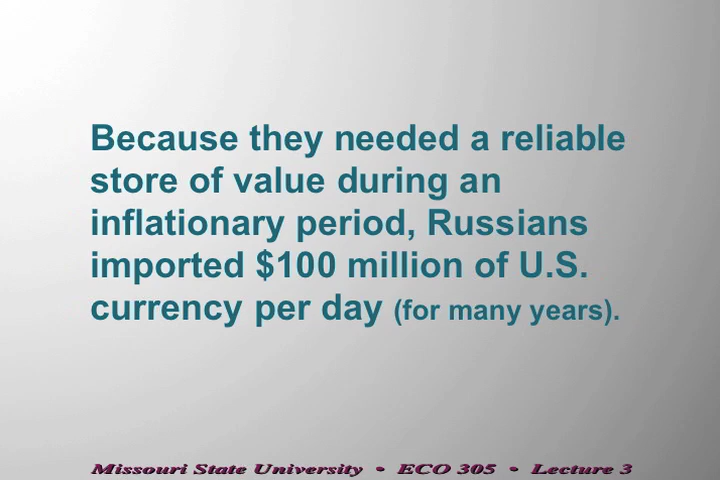 Because they needed a reliable
store of value during an
inflationary period, Russians
imported $100 million of U.S.
currency per day (for many years).
Missouri State University • ECO 305 • Lecture 3